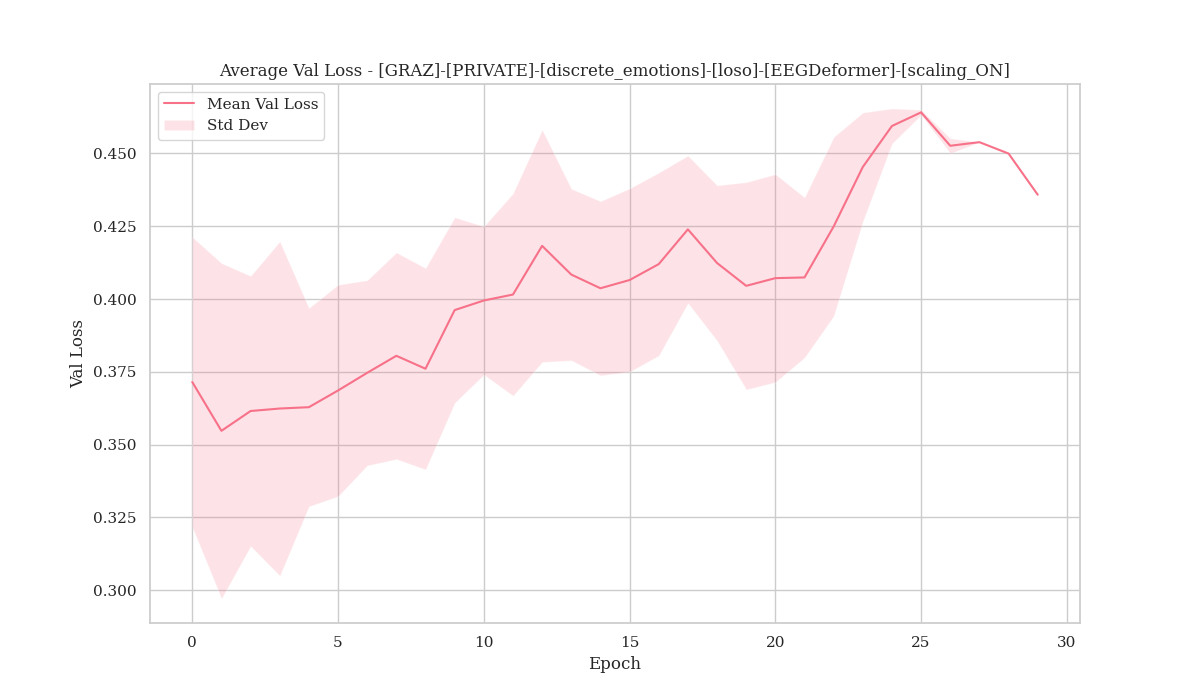 Average Val Loss - [GRAZ]-[PRIVATE]-[discrete_emotions]-[loso]-[EEGDeformer]-[scaling_ON]
Mean Val Loss
Std Dev
0.450
0.425
0.400
0.375
0.350
0.325
0.300
Val Loss
0 5 10 15 20 25 30
Epoch